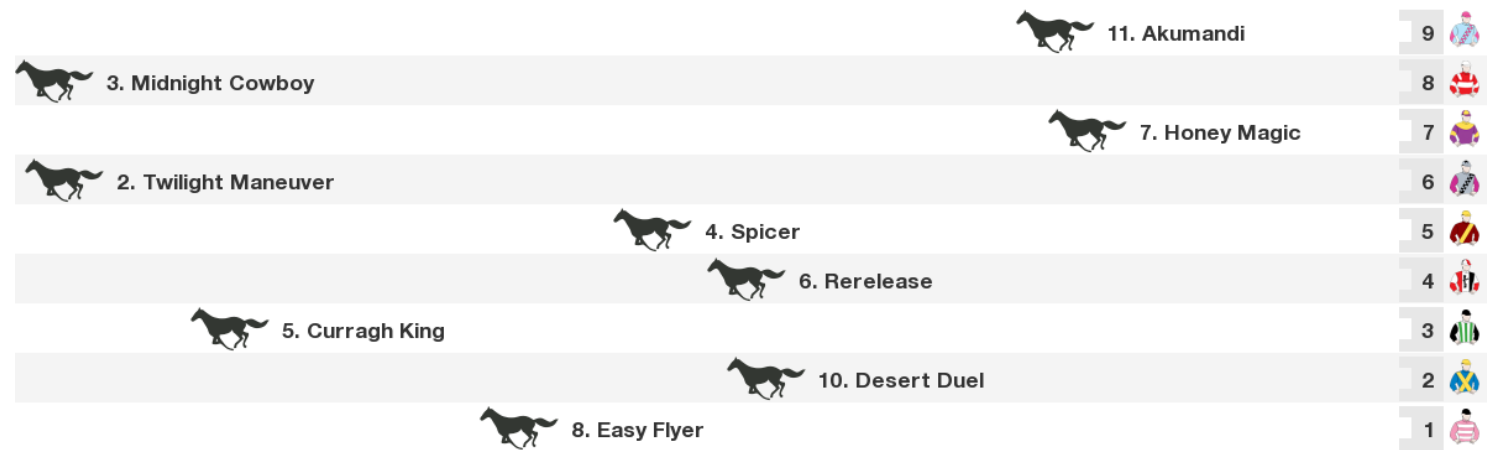 11. Akumandi 9
3. Midnight Cowboy 8
7. Honey Magic 7
2. Twilight Maneuver 6
4. Spicer 5
6. Rerelease 4
5. Curragh King 3
10. Desert Duel 2
8. Easy Flyer 1